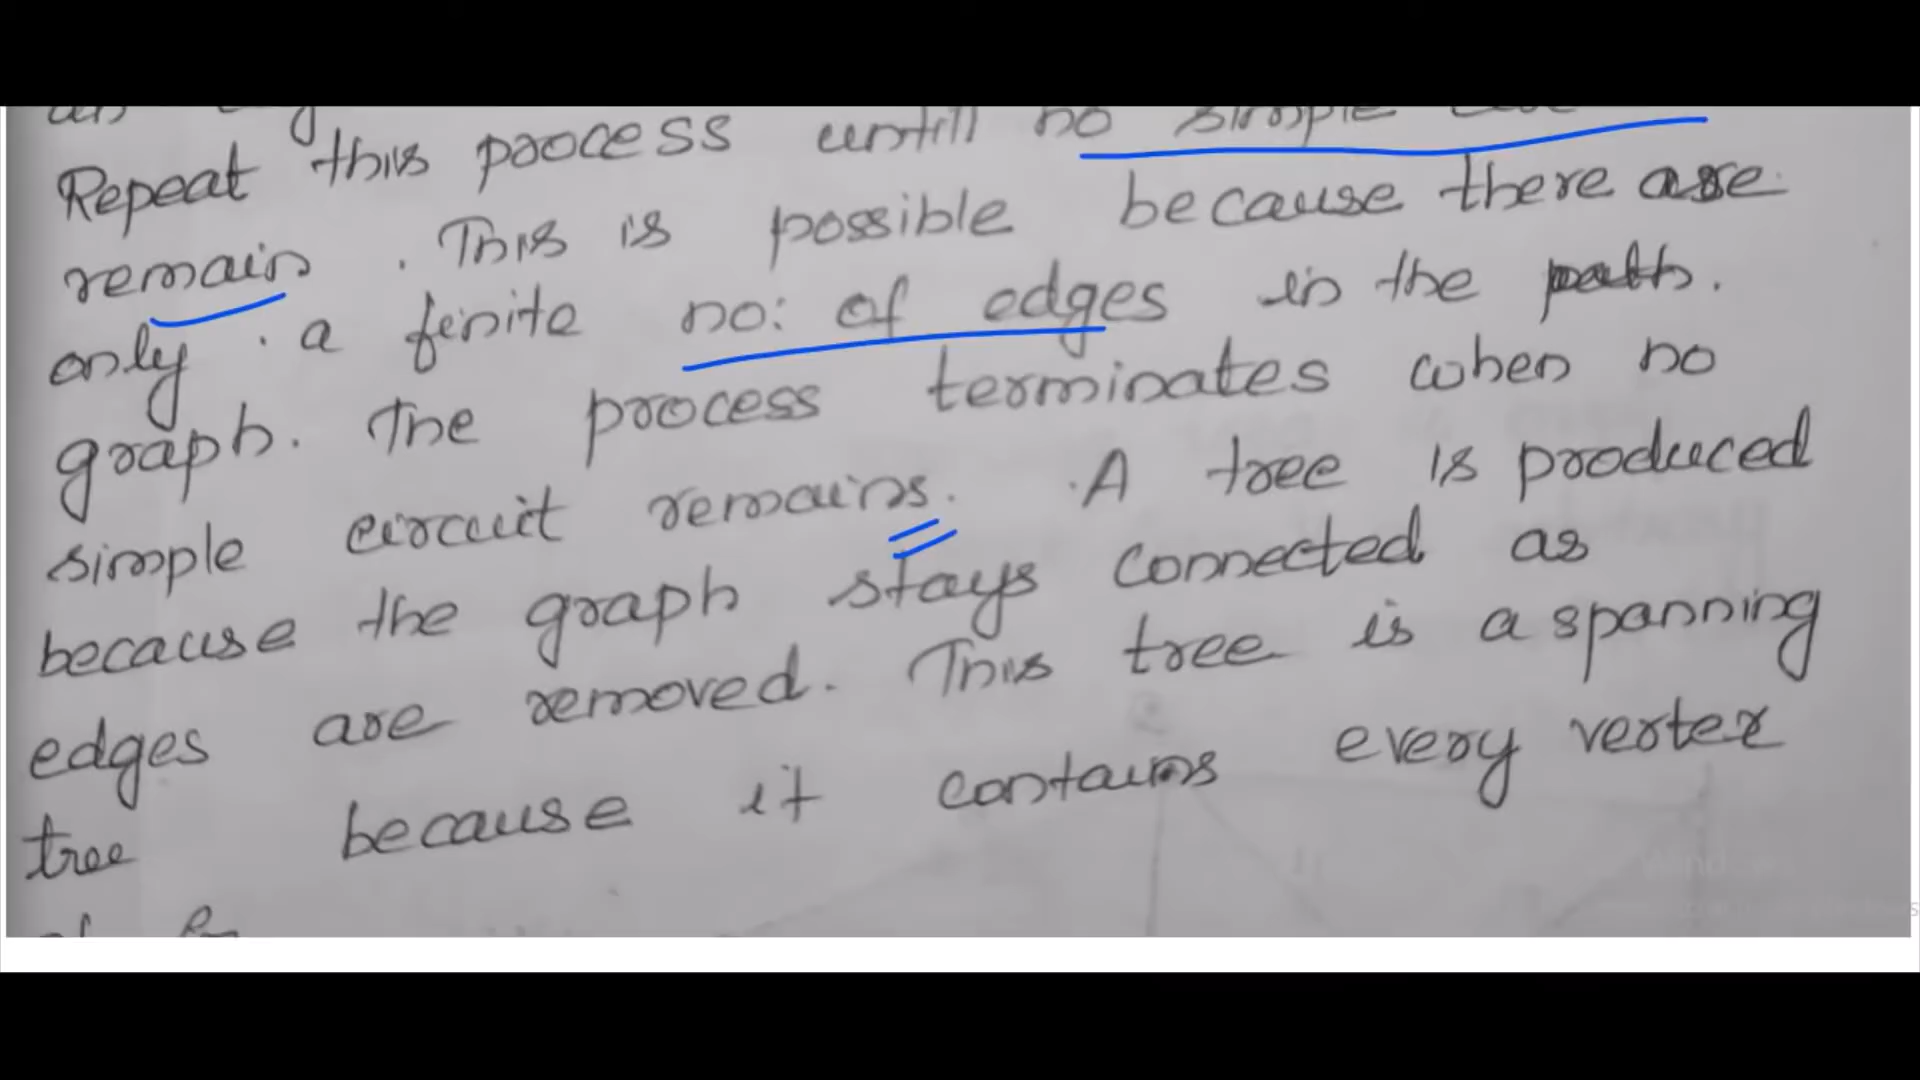 Repeat this process untill no simple
remain. This is possible because there are
only a finite no: of edges in the path.
graph. The process terminates when no
simple circuit remains. A tree is produced
because the graph stays connected as
edges are removed. This tree is a spanning
tree because it contains every vertex